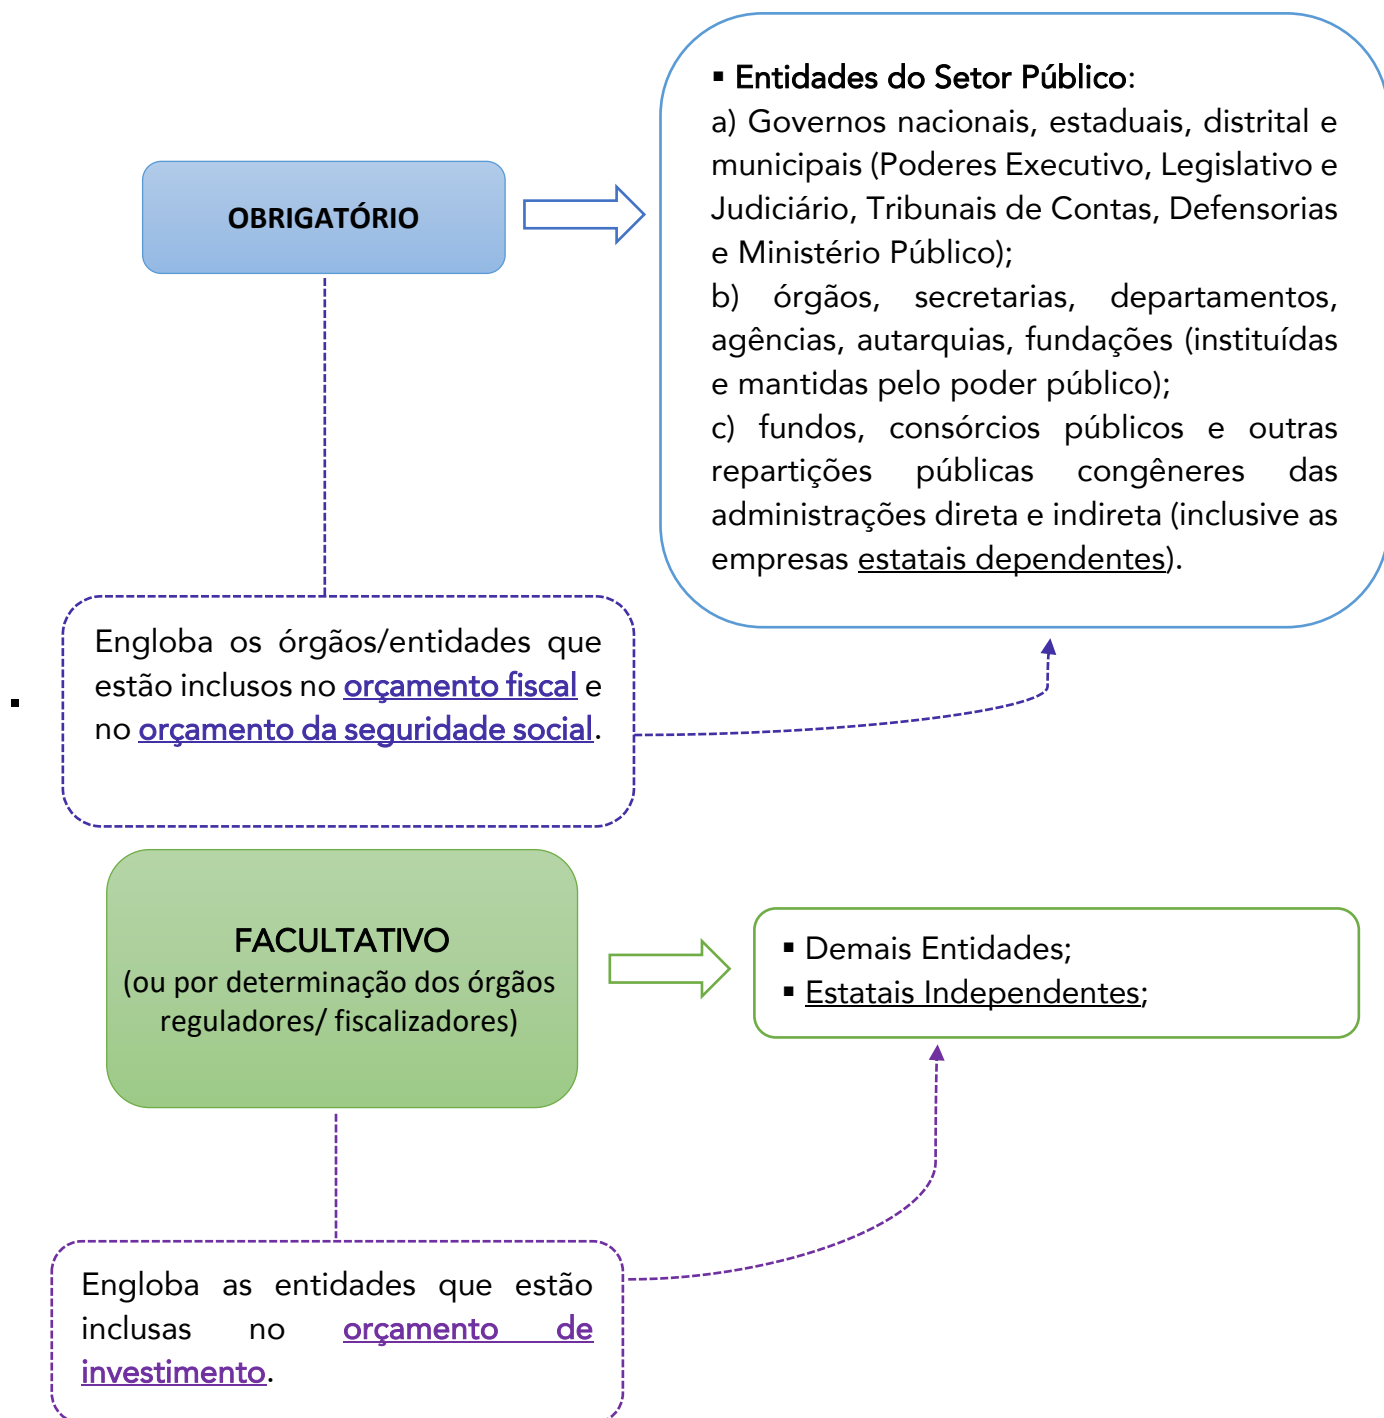 ▪ Entidades do Setor Público:
a) Governos nacionais, estaduais, distrital e
municipais (Poderes Executivo, Legislativo e
Judiciário, Tribunais de Contas, Defensorias
e Ministério Público);
b) órgãos, secretarias, departamentos,
agências, autarquias, fundações (instituídas
e mantidas pelo poder público);
c) fundos, consórcios públicos e outras
repartições públicas congêneres das
administrações direta e indireta (inclusive as
empresas estatais dependentes).
OBRIGATÓRIO
Engloba os órgãos/entidades que
estão inclusos no orçamento fiscal e
no orçamento da seguridade social.
FACULTATIVO
(ou por determinação dos órgãos
reguladores/ fiscalizadores)
▪ Demais Entidades;
▪ Estatais Independentes;
Engloba as entidades que estão
inclusas no orçamento de
investimento.